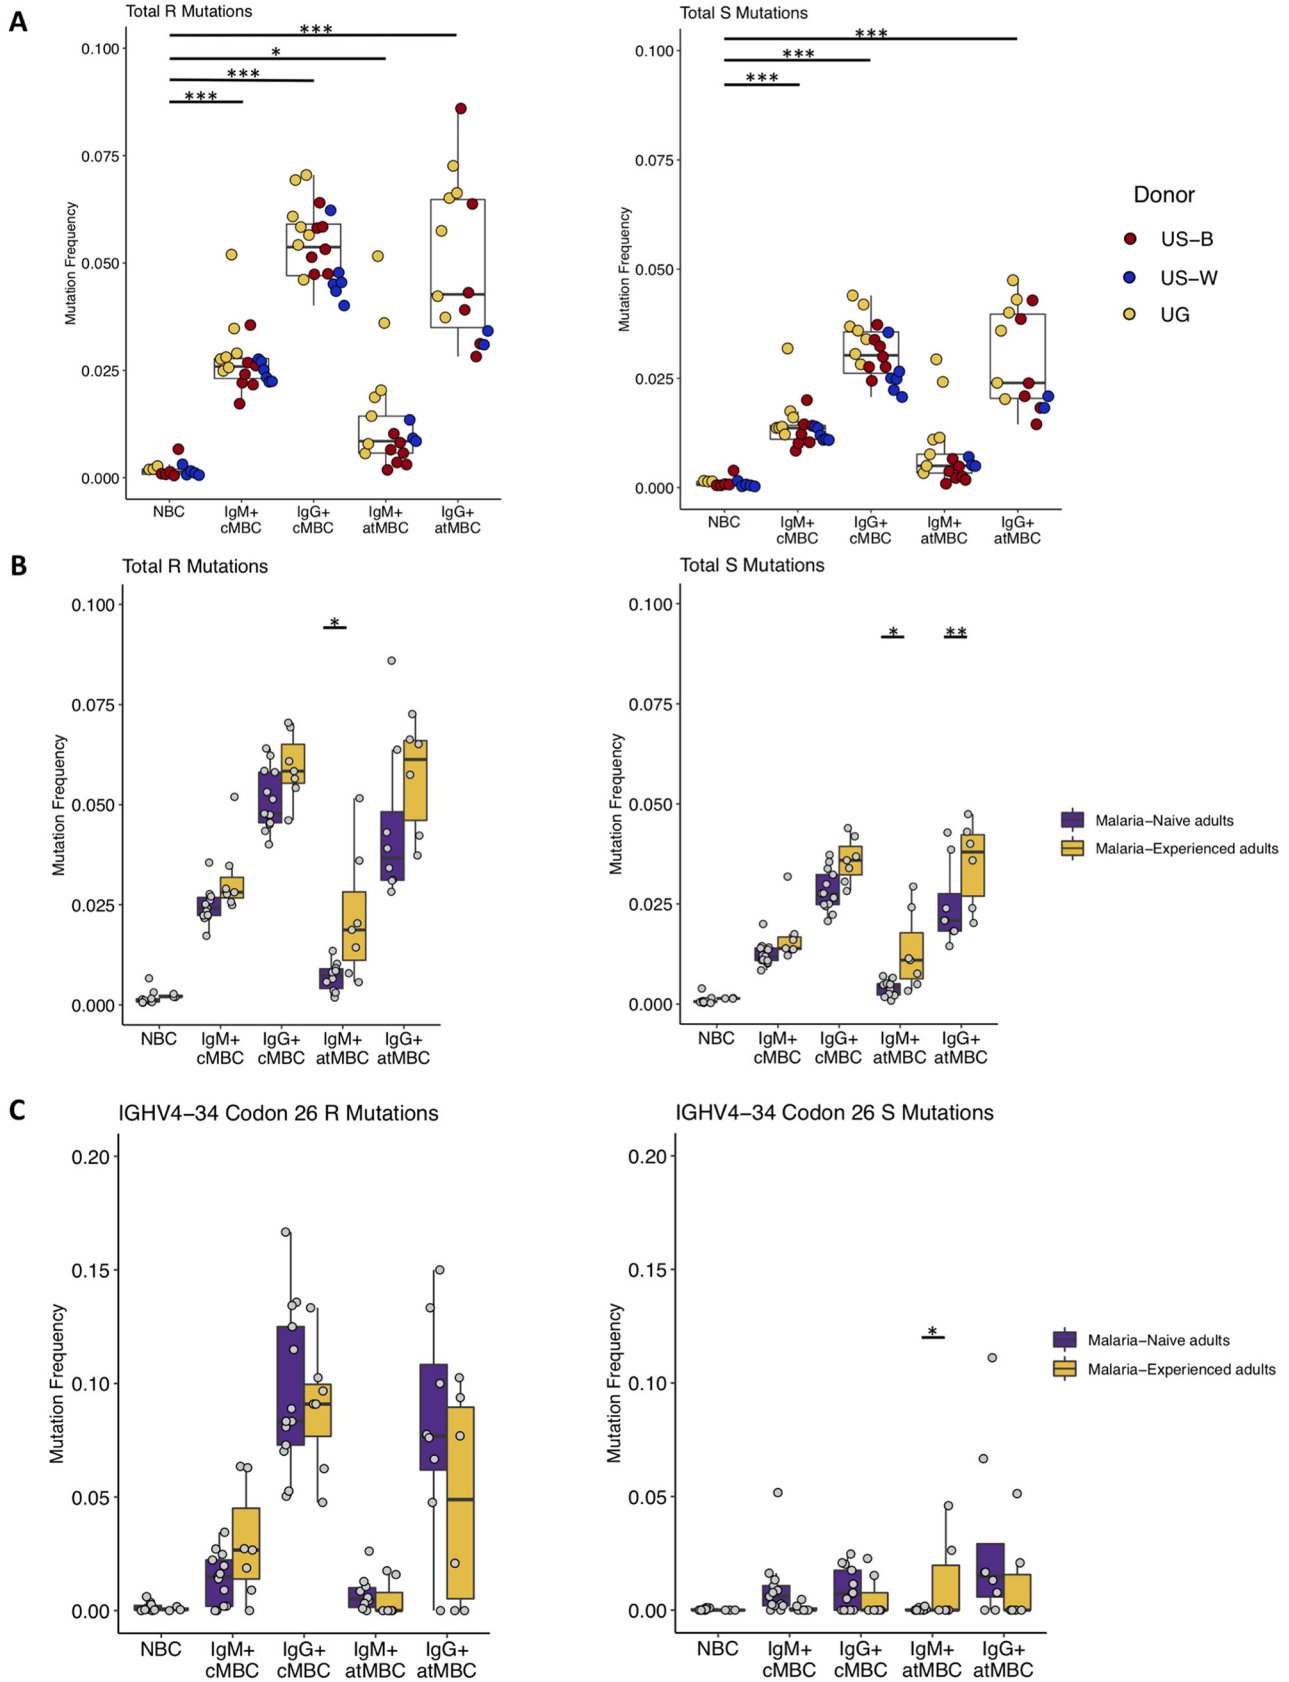 A
Total R Mutations
Total S Mutations
***
*
***
***
***
***
***
0.100
0.075
0.050
0.025
0.000
Mutation Frequency
NBC
IgM+ cMBC
IgG+ cMBC
IgM+ atMBC
IgG+ atMBC
0.100
0.075
0.050
0.025
0.000
Mutation Frequency
NBC
IgM+ cMBC
IgG+ cMBC
IgM+ atMBC
IgG+ atMBC
Donor
US−B
US−W
UG
B
Total R Mutations
Total S Mutations
*
*
**
0.100
0.075
0.050
0.025
0.000
Mutation Frequency
NBC
IgM+ cMBC
IgG+ cMBC
IgM+ atMBC
IgG+ atMBC
0.100
0.075
0.050
0.025
0.000
Mutation Frequency
NBC
IgM+ cMBC
IgG+ cMBC
IgM+ atMBC
IgG+ atMBC
Malaria−Naive adults
Malaria−Experienced adults
C
IGHV4−34 Codon 26 R Mutations
IGHV4−34 Codon 26 S Mutations
*
0.20
0.15
0.10
0.05
0.00
Mutation Frequency
NBC
IgM+ cMBC
IgG+ cMBC
IgM+ atMBC
IgG+ atMBC
0.20
0.15
0.10
0.05
0.00
Mutation Frequency
NBC
IgM+ cMBC
IgG+ cMBC
IgM+ atMBC
IgG+ atMBC
Malaria−Naive adults
Malaria−Experienced adults